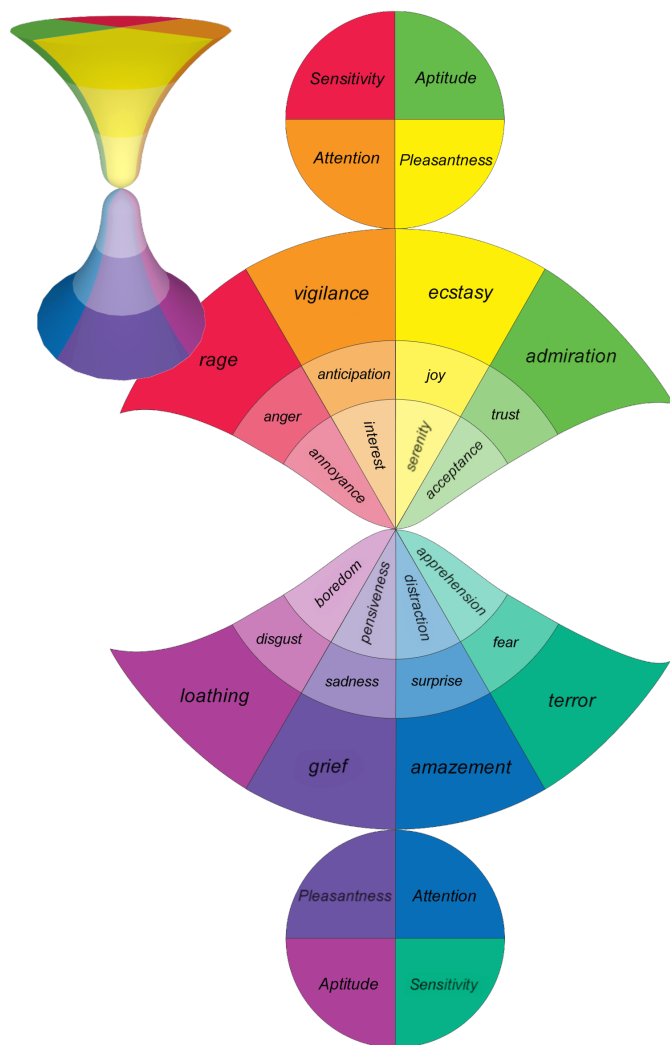 Sensitivity
Aptitude
Attention
Pleasantness
vigilance
ecstasy
rage
admiration
anticipation
joy
anger
trust
interest
serenity
annoyance
acceptance
boredom
pensiveness
distraction
apprehension
disgust
fear
sadness
surprise
loathing
terror
grief
amazement
Pleasantness
Attention
Aptitude
Sensitivity